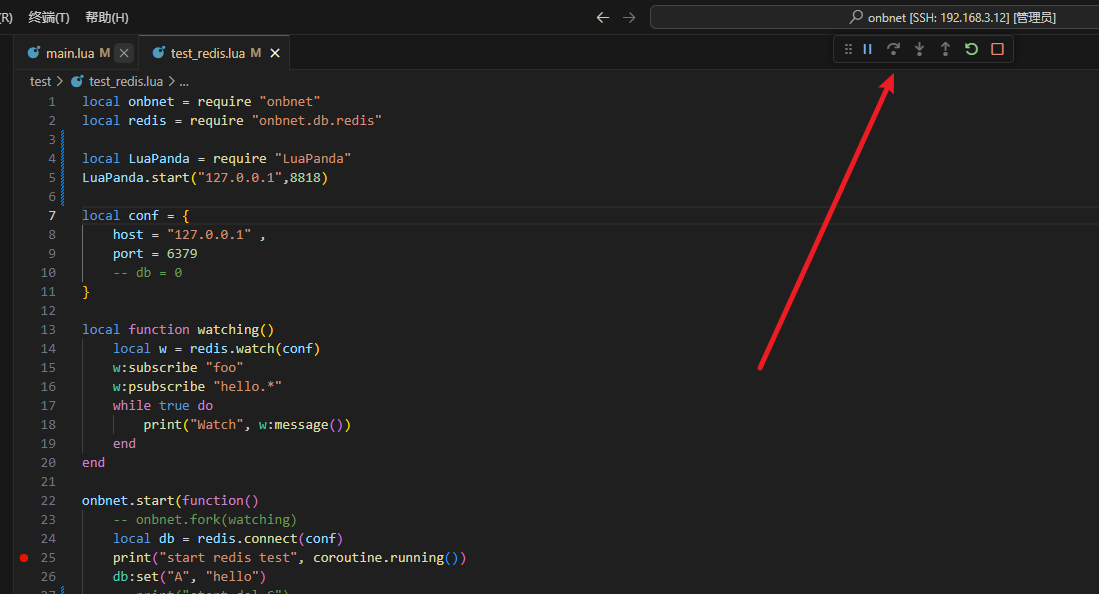 (R) 终端(T) 帮助(H) onbnet [SSH: 192.168.3.12] [管理员]
main.lua M test_redis.lua M
test > test_redis.lua > ...
1 local onbnet = require "onbnet"
2 local redis = require "onbnet.db.redis"
3
4 local LuaPanda = require "LuaPanda"
5 LuaPanda.start("127.0.0.1",8818)
6
7 local conf = {
8 host = "127.0.0.1" ,
9 port = 6379
10 -- db = 0
11 }
12
13 local function watching()
14 local w = redis.watch(conf)
15 w:subscribe "foo"
16 w:psubscribe "hello.*"
17 while true do
18 print("Watch", w:message())
19 end
20 end
21
22 onbnet.start(function()
23 -- onbnet.fork(watching)
24 local db = redis.connect(conf)
25 print("start redis test", coroutine.running())
26 db:set("A", "hello")